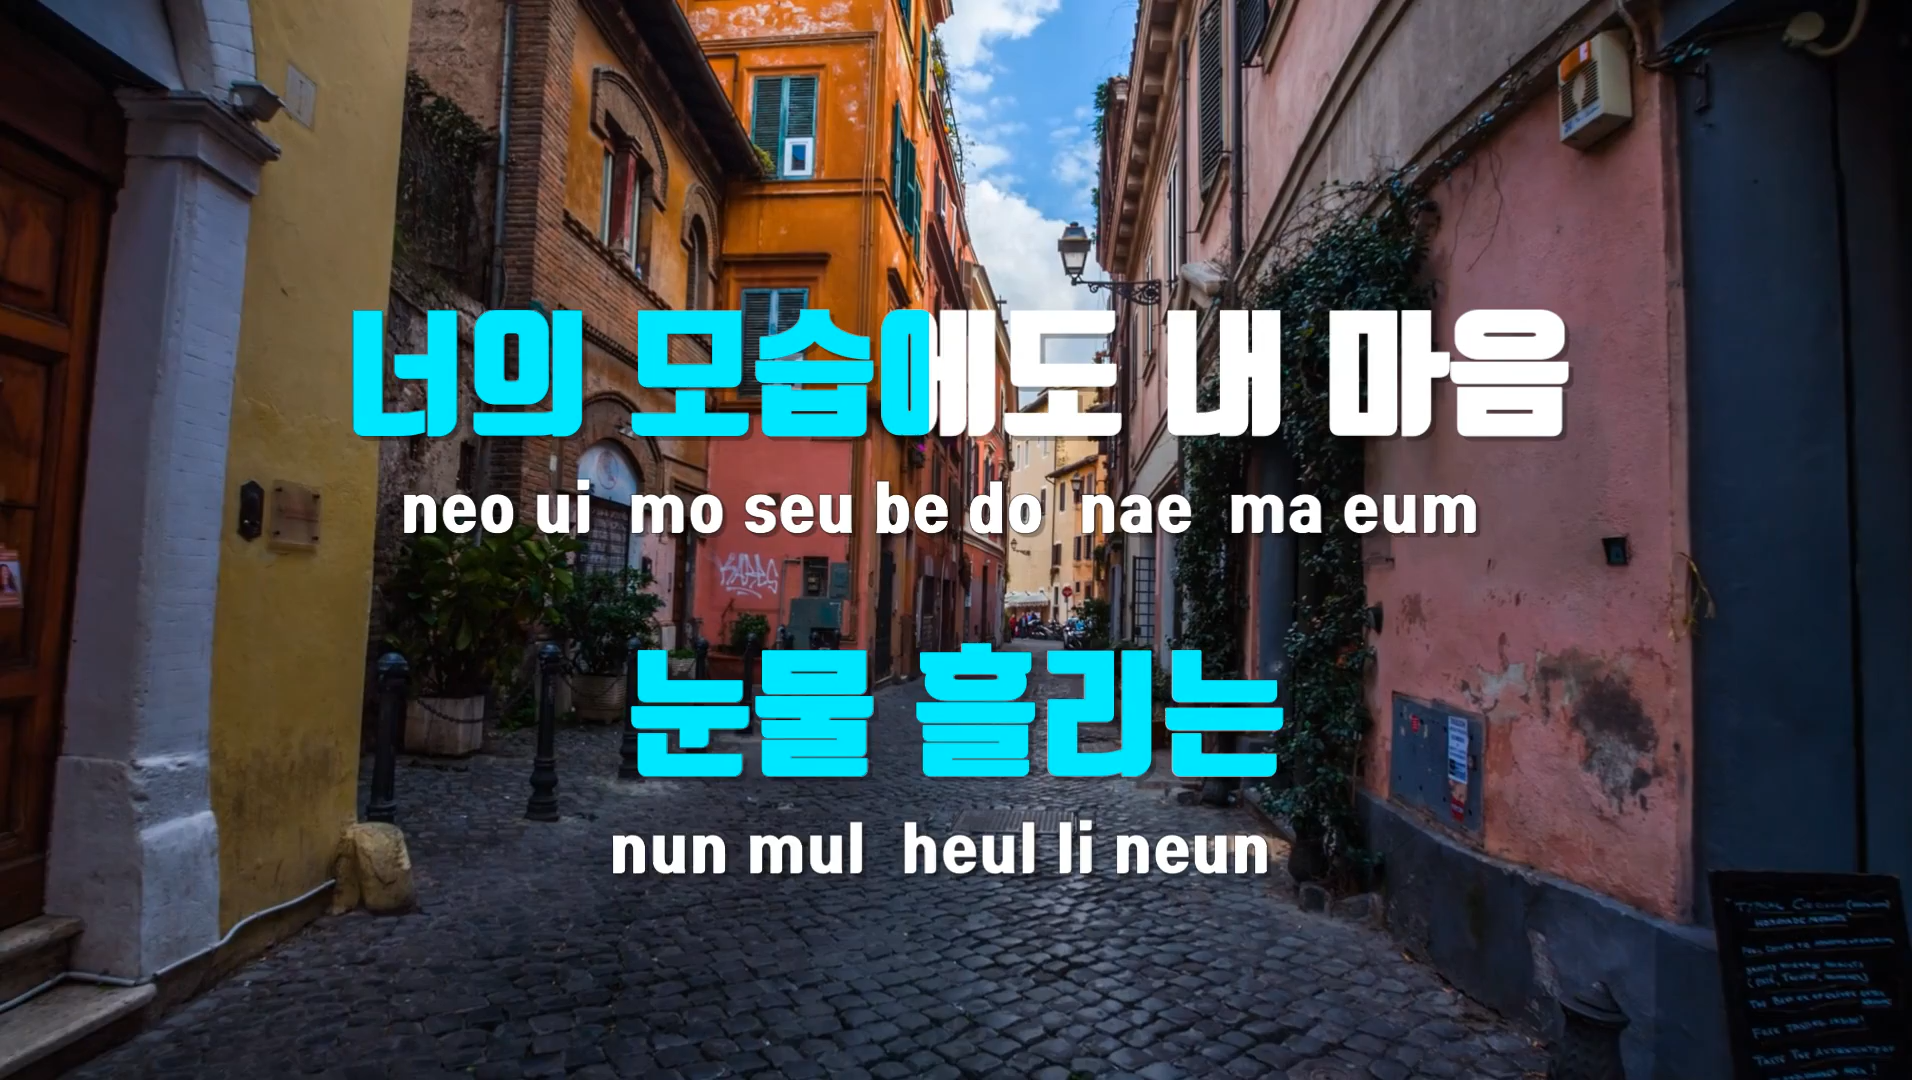 너의 모습에도 내 마음
neo ui mo seu be do nae ma eum
눈물 흘리는
nun mul heul li neun